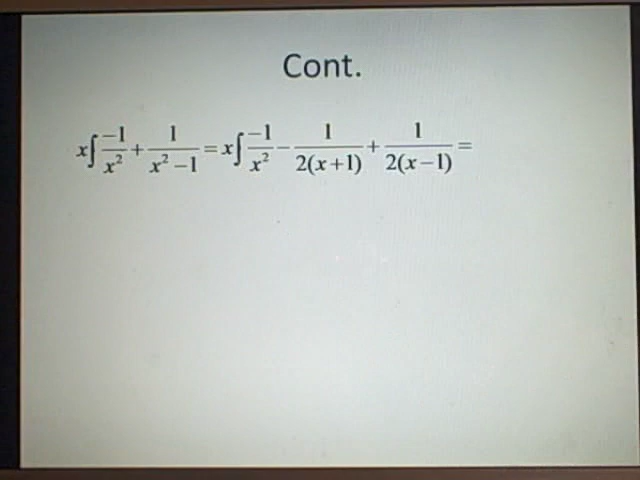 Cont.
x∫ -1/x² + 1/(x²-1) = x∫ -1/x² - 1/(2(x+1)) + 1/(2(x-1)) =